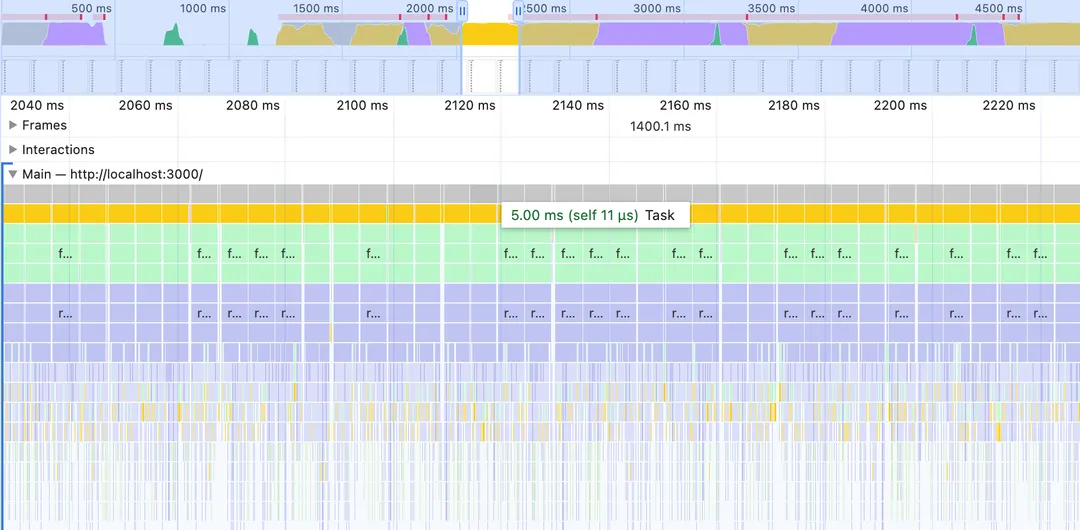 500 ms 1000 ms 1500 ms 2000 ms 500 ms 3000 ms 3500 ms 4000 ms 4500 ms
2040 ms 2060 ms 2080 ms 2100 ms 2120 ms 2140 ms 2160 ms 2180 ms 2200 ms 2220 ms
Frames 1400.1 ms
Interactions
Main — http://localhost:3000/
5.00 ms (self 11 μs) Task
f... f... f... f... f... f... f... f... f... f... f... f... f... f... f... f... f... f... f...
r... r... r... r... r... r... r... r... r... r... r... r... r... r... r... r... r... r... r...